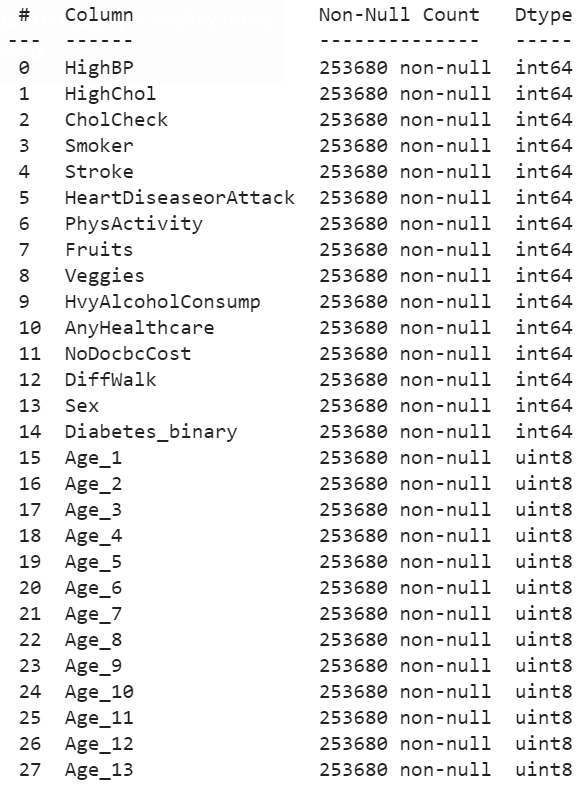 #   Column                Non-Null Count   Dtype
---  ------                --------------   -----
0   HighBP                253680 non-null  int64
1   HighChol              253680 non-null  int64
2   CholCheck             253680 non-null  int64
3   Smoker                253680 non-null  int64
4   Stroke                253680 non-null  int64
5   HeartDiseaseorAttack  253680 non-null  int64
6   PhysActivity          253680 non-null  int64
7   Fruits                253680 non-null  int64
8   Veggies               253680 non-null  int64
9   HvyAlcoholConsump     253680 non-null  int64
10  AnyHealthcare         253680 non-null  int64
11  NoDocbcCost           253680 non-null  int64
12  DiffWalk              253680 non-null  int64
13  Sex                   253680 non-null  int64
14  Diabetes_binary       253680 non-null  int64
15  Age_1                 253680 non-null  uint8
16  Age_2                 253680 non-null  uint8
17  Age_3                 253680 non-null  uint8
18  Age_4                 253680 non-null  uint8
19  Age_5                 253680 non-null  uint8
20  Age_6                 253680 non-null  uint8
21  Age_7                 253680 non-null  uint8
22  Age_8                 253680 non-null  uint8
23  Age_9                 253680 non-null  uint8
24  Age_10                253680 non-null  uint8
25  Age_11                253680 non-null  uint8
26  Age_12                253680 non-null  uint8
27  Age_13                253680 non-null  uint8